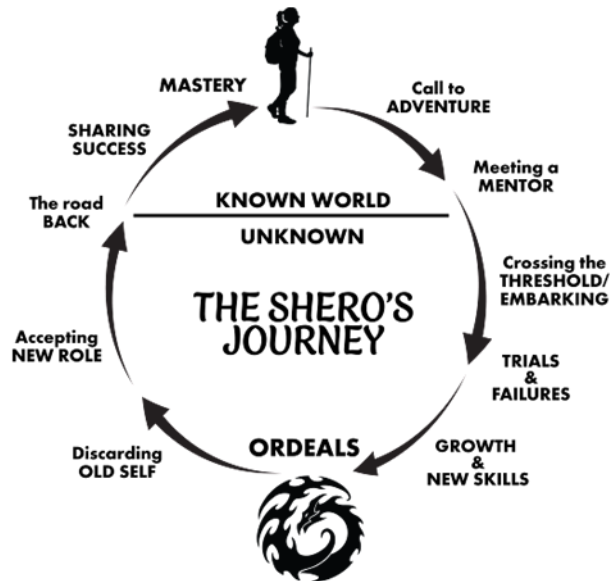 MASTERY
Call to
ADVENTURE
SHARING
SUCCESS
Meeting a
MENTOR
The road
BACK
KNOWN WORLD
UNKNOWN
Crossing the
THRESHOLD/
EMBARKING
THE SHERO'S
JOURNEY
Accepting
NEW ROLE
TRIALS
&
FAILURES
ORDEALS
GROWTH
&
NEW SKILLS
Discarding
OLD SELF